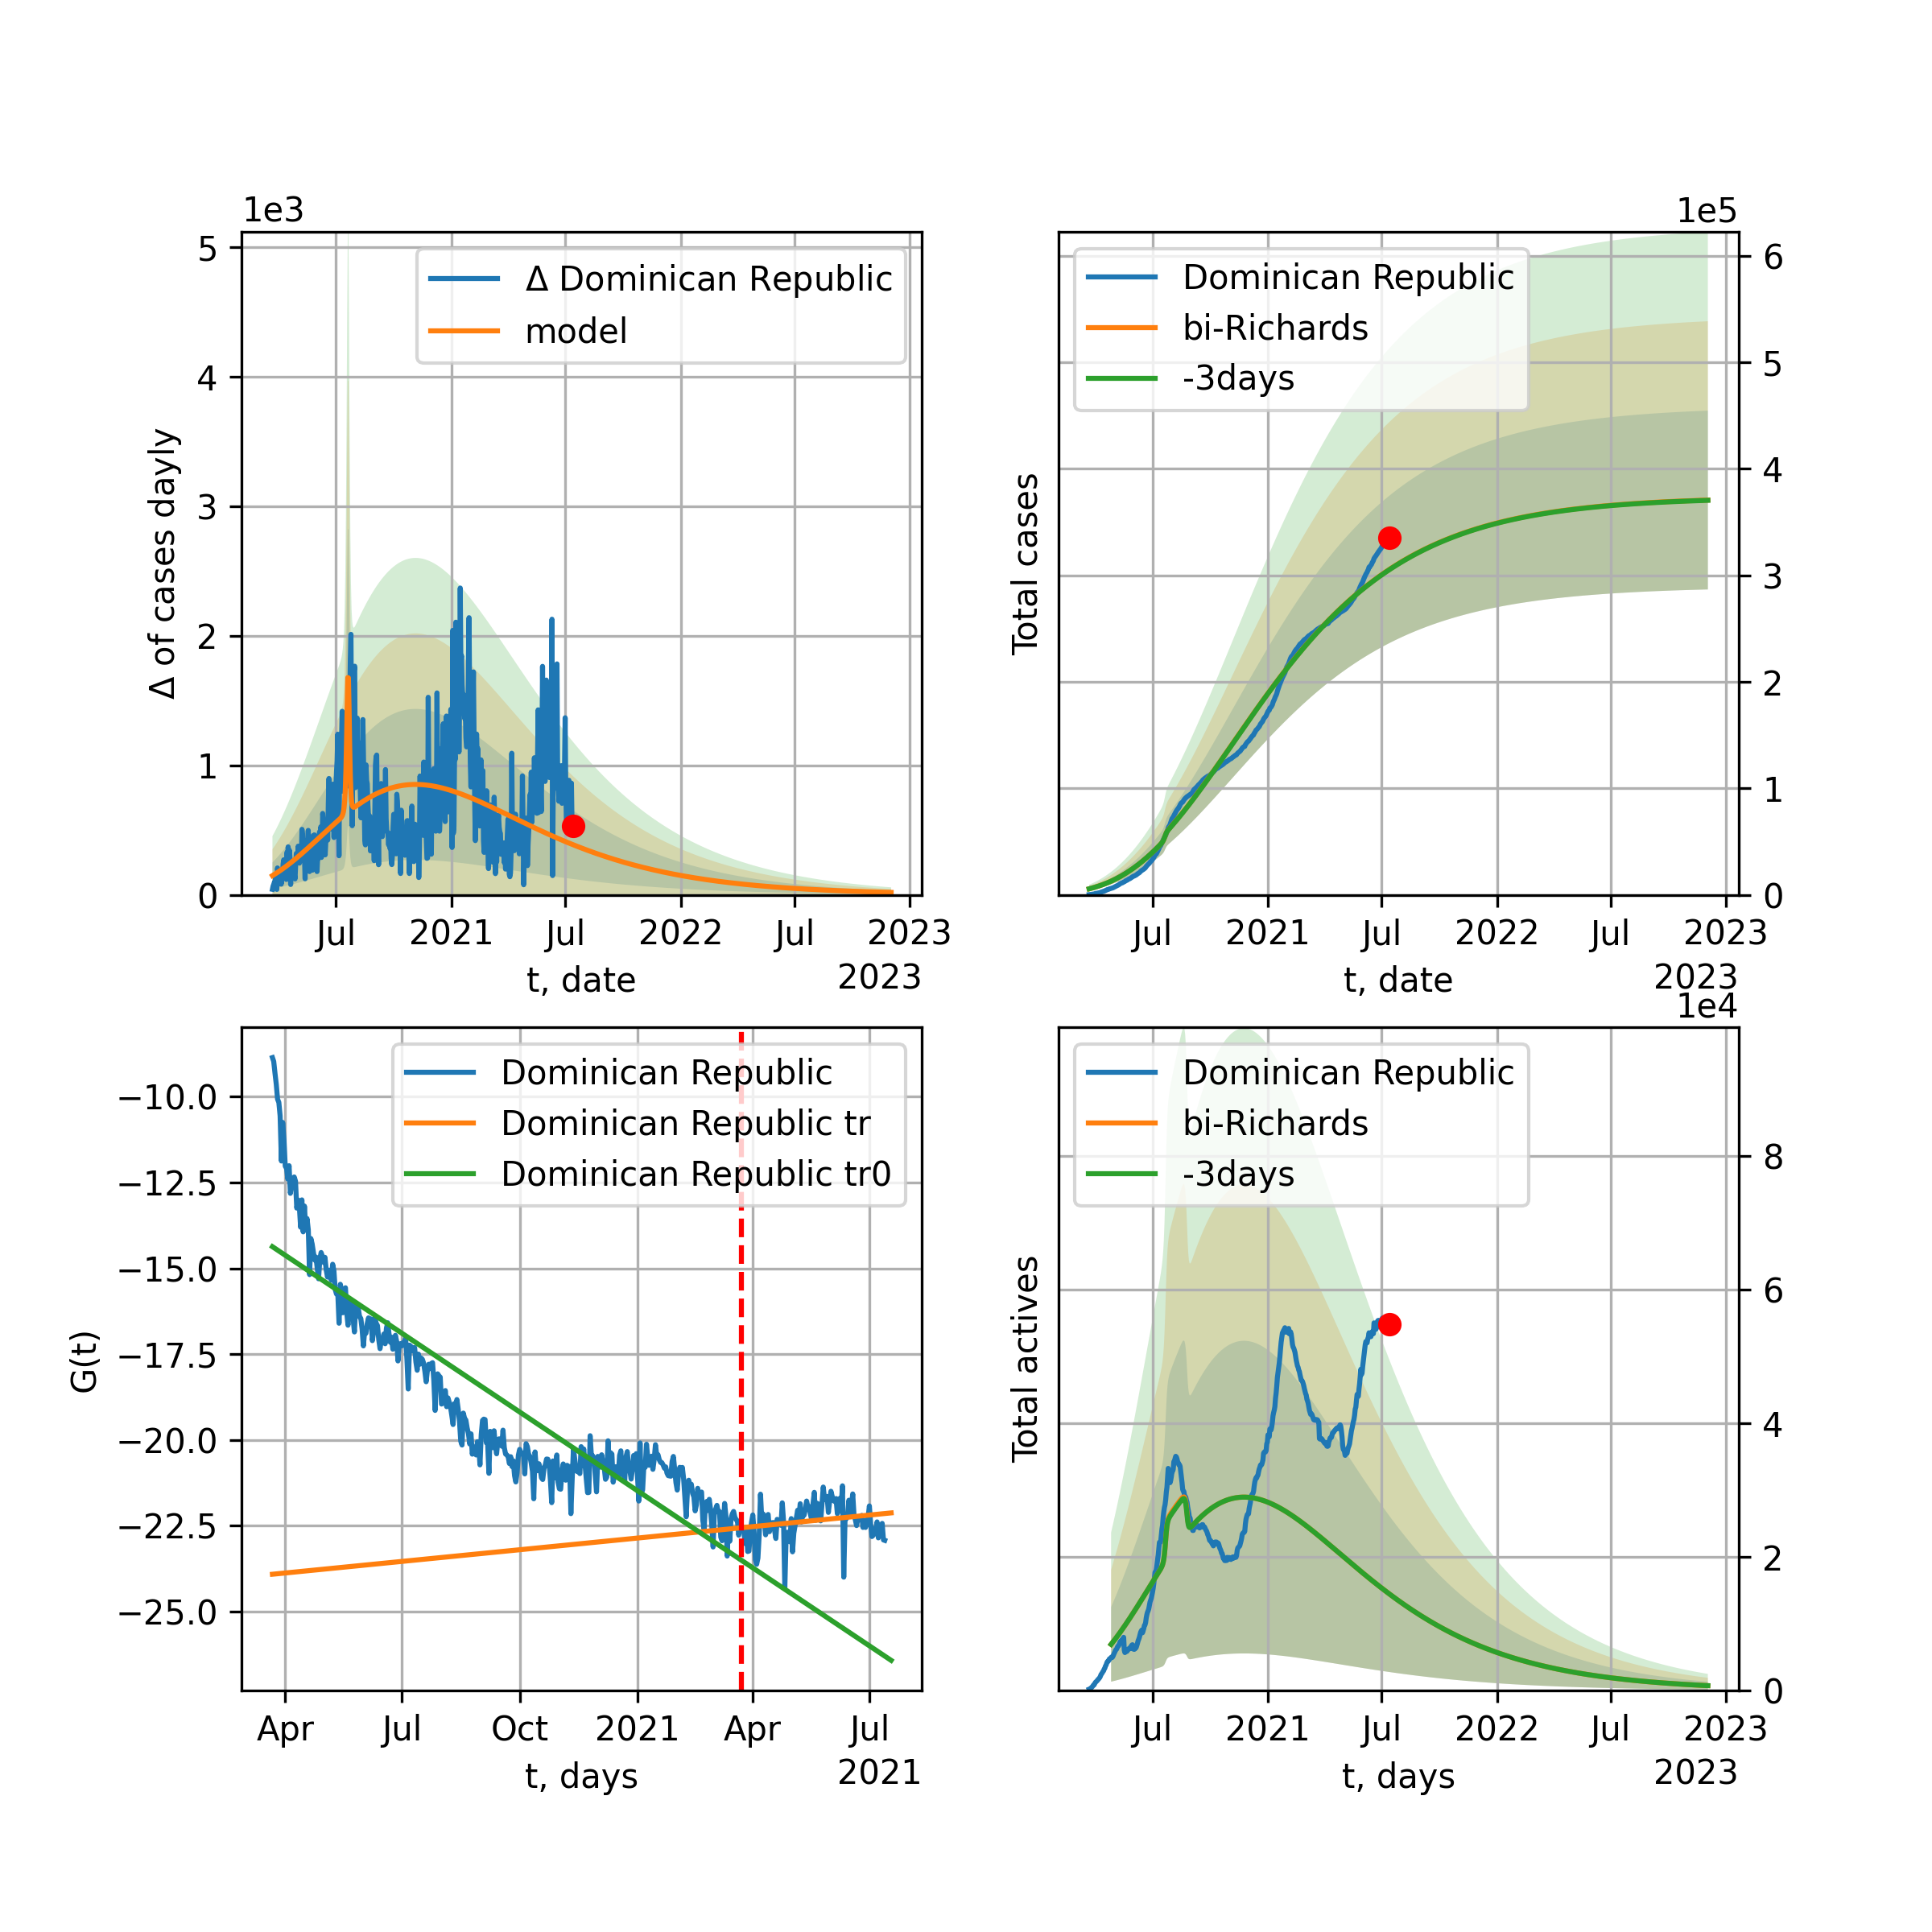 1e3
5
4
3
2
1
0
Δ of cases dayly
Δ Dominican Republic
model
Jul
2021
Jul
2022
Jul
2023
t, date
2023
1e5
Total cases
Dominican Republic
bi-Richards
-3days
6
5
4
3
2
1
0
Jul
2021
Jul
2022
Jul
2023
t, date
2023
G(t)
−10.0
−12.5
−15.0
−17.5
−20.0
−22.5
−25.0
Dominican Republic
Dominican Republic tr
Dominican Republic tr0
Apr
Jul
Oct
2021
Apr
Jul
t, days
2021
1e4
Total actives
Dominican Republic
bi-Richards
-3days
8
6
4
2
0
Jul
2021
Jul
2022
Jul
2023
t, days
2023